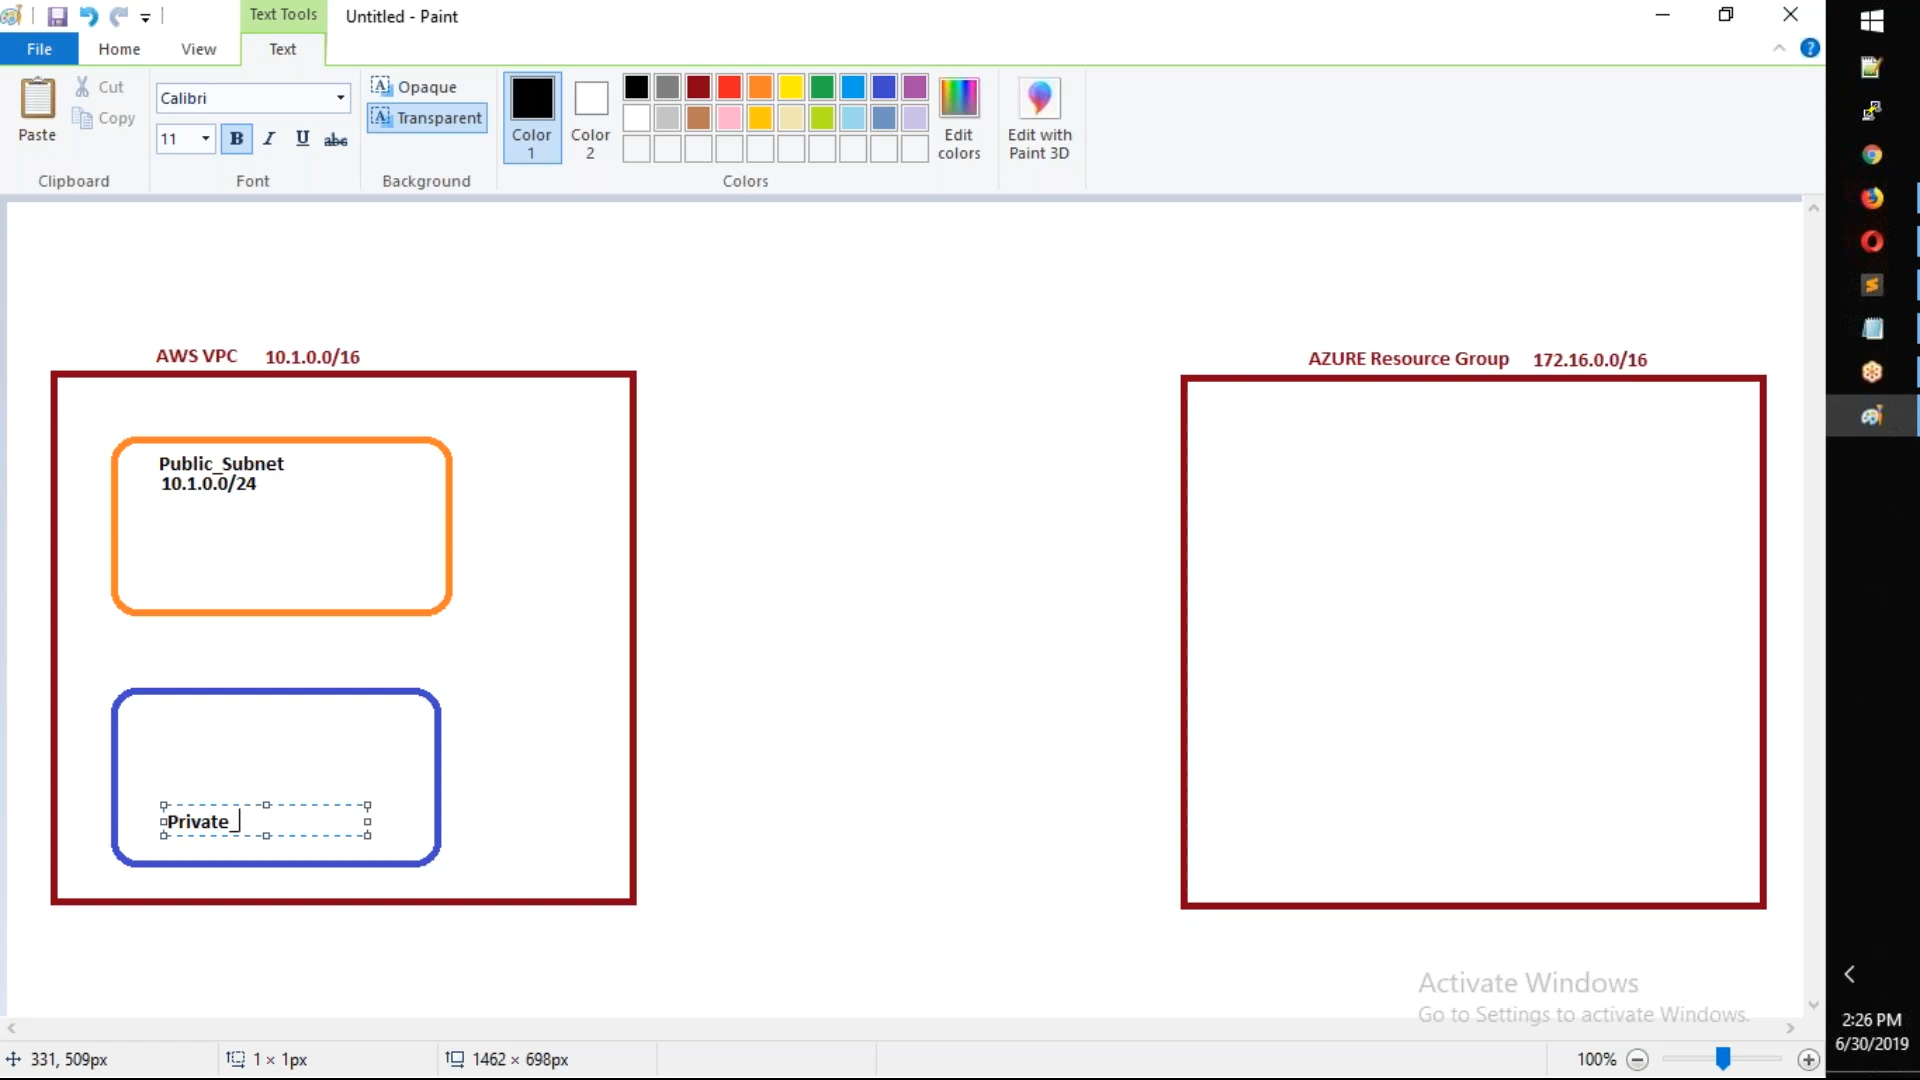 Text Tools
Untitled - Paint
File
Home
View
Text
Paste
Cut
Copy
Clipboard
Calibri
11
B
I
U
abc
Font
Opaque
Transparent
Background
Color
1
Color
2
Edit
colors
Edit with
Paint 3D
Colors
AWS VPC 10.1.0.0/16
AZURE Resource Group 172.16.0.0/16
Public_Subnet
10.1.0.0/24
Private_
Activate Windows
Go to Settings to activate Windows.
331, 509px
1 × 1px
1462 × 698px
100%
2:26 PM
6/30/2019